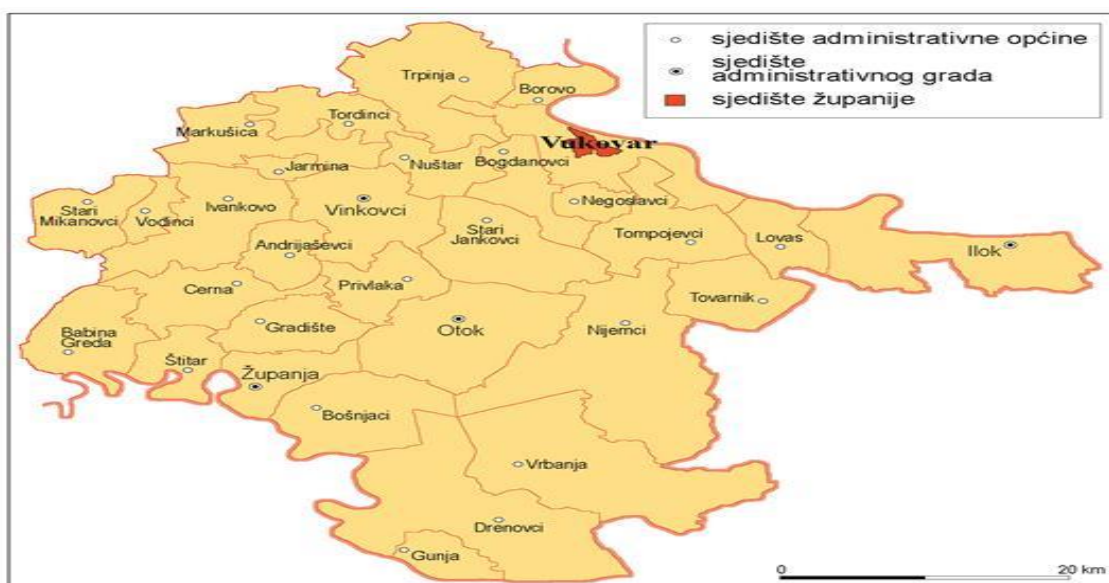 sjedište administrativne općine
sjedište
administrativnog grada
sjedište županije
Trpinja
Borovo
Markušica
Tordinci
Vukovar
Jarmina
Nuštar
Bogdanovci
Stari
Mikanovci
Vođinci
Ivankovo
Vinkovci
Negoslavci
Stari
Jankovci
Tompojevci
Lovas
Ilok
Andrijaševci
Cerna
Privlaka
Tovarnik
Babina
Greda
Gradište
Otok
Nijemci
Štitar
Županja
Bošnjaci
Vrbanja
Drenovci
Gunja
0
20 km